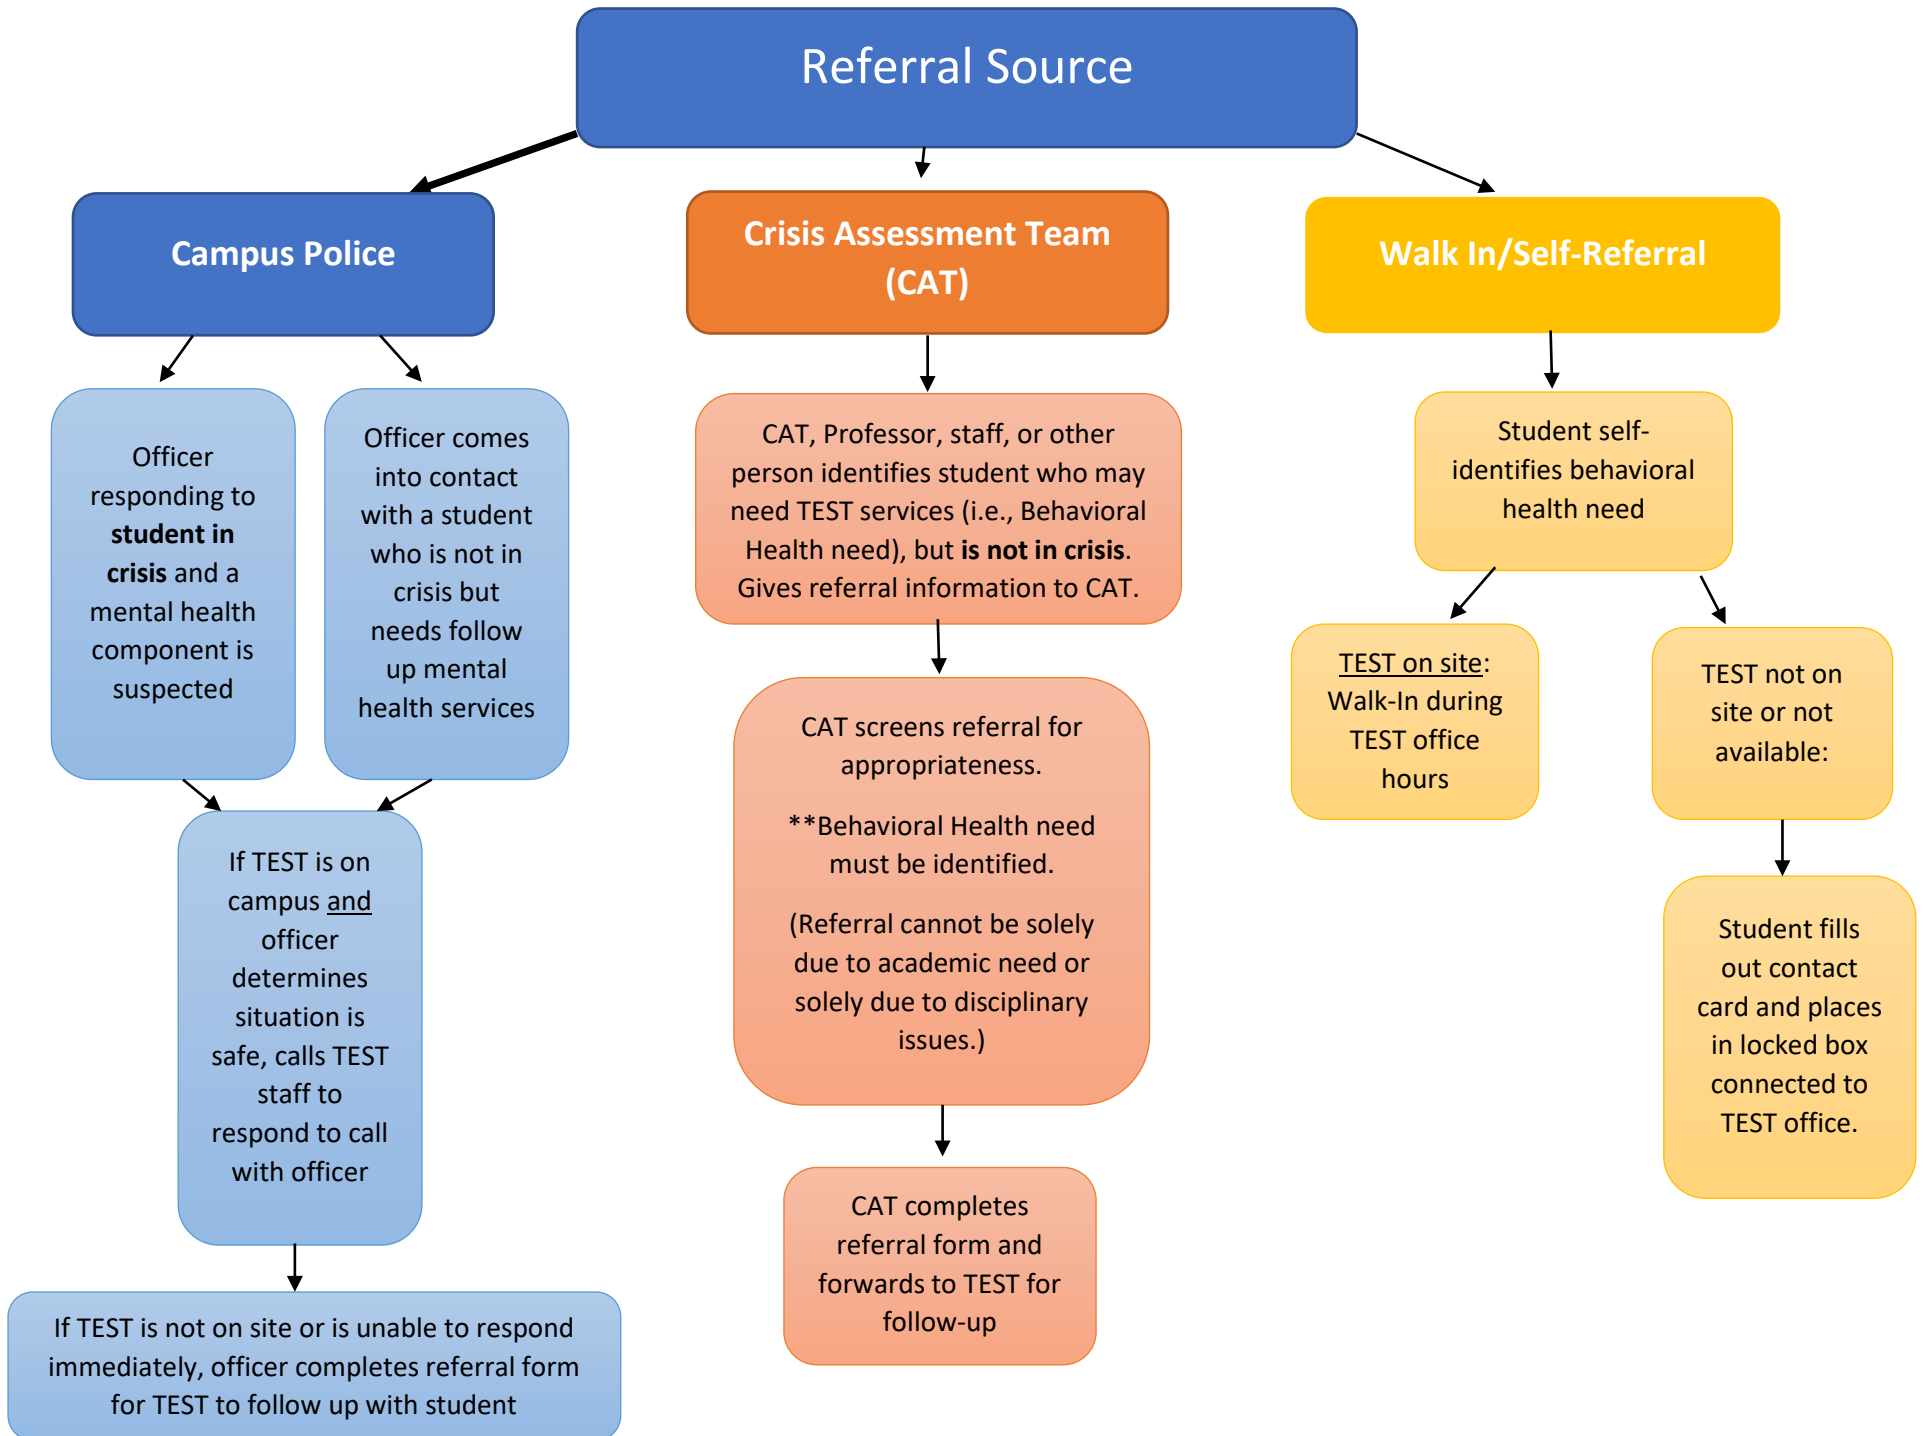 Referral Source
Campus Police
Officer
responding to
student in
crisis and a
mental health
component is
suspected
Officer comes
into contact
with a student
who is not in
crisis but
needs follow
up mental
health services
If TEST is on
campus and
officer
determines
situation is
safe, calls TEST
staff to
respond to call
with officer
If TEST is not on site or is unable to respond
immediately, officer completes referral form
for TEST to follow up with student
Crisis Assessment Team
(CAT)
CAT, Professor, staff, or other
person identifies student who may
need TEST services (i.e., Behavioral
Health need), but is not in crisis.
Gives referral information to CAT.
CAT screens referral for
appropriateness.
**Behavioral Health need
must be identified.
(Referral cannot be solely
due to academic need or
solely due to disciplinary
issues.)
CAT completes
referral form and
forwards to TEST for
follow-up
Walk In/Self-Referral
Student self-
identifies behavioral
health need
TEST on site:
Walk-In during
TEST office
hours
TEST not on
site or not
available:
Student fills
out contact
card and places
in locked box
connected to
TEST office.